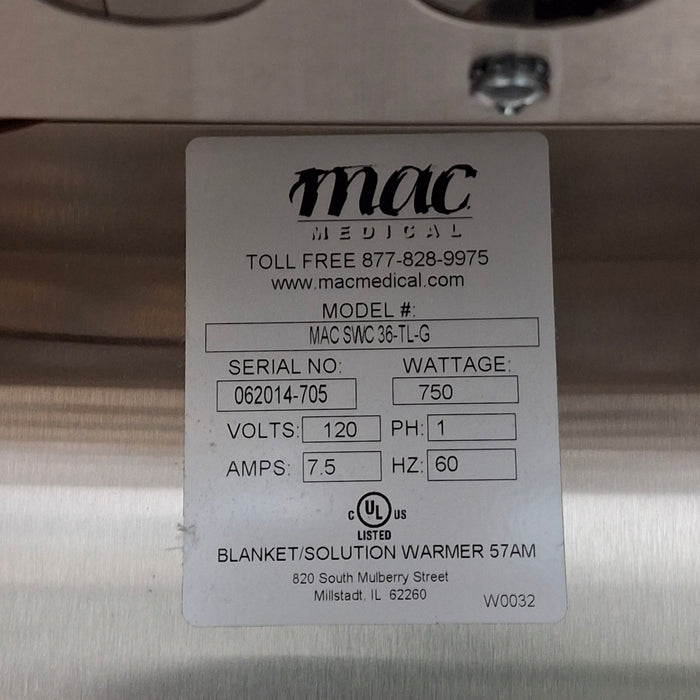 mac
MEDICAL
TOLL FREE 877-828-9975
www.macmedical.com
MODEL #:
MAC SWC 36-TL-G
SERIAL NO: WATTAGE:
062014-705 750
VOLTS: 120 PH: 1
AMPS: 7.5 HZ: 60
C UL US
LISTED
BLANKET/SOLUTION WARMER 57AM
820 South Mulberry Street
Millstadt, IL 62260
W0032